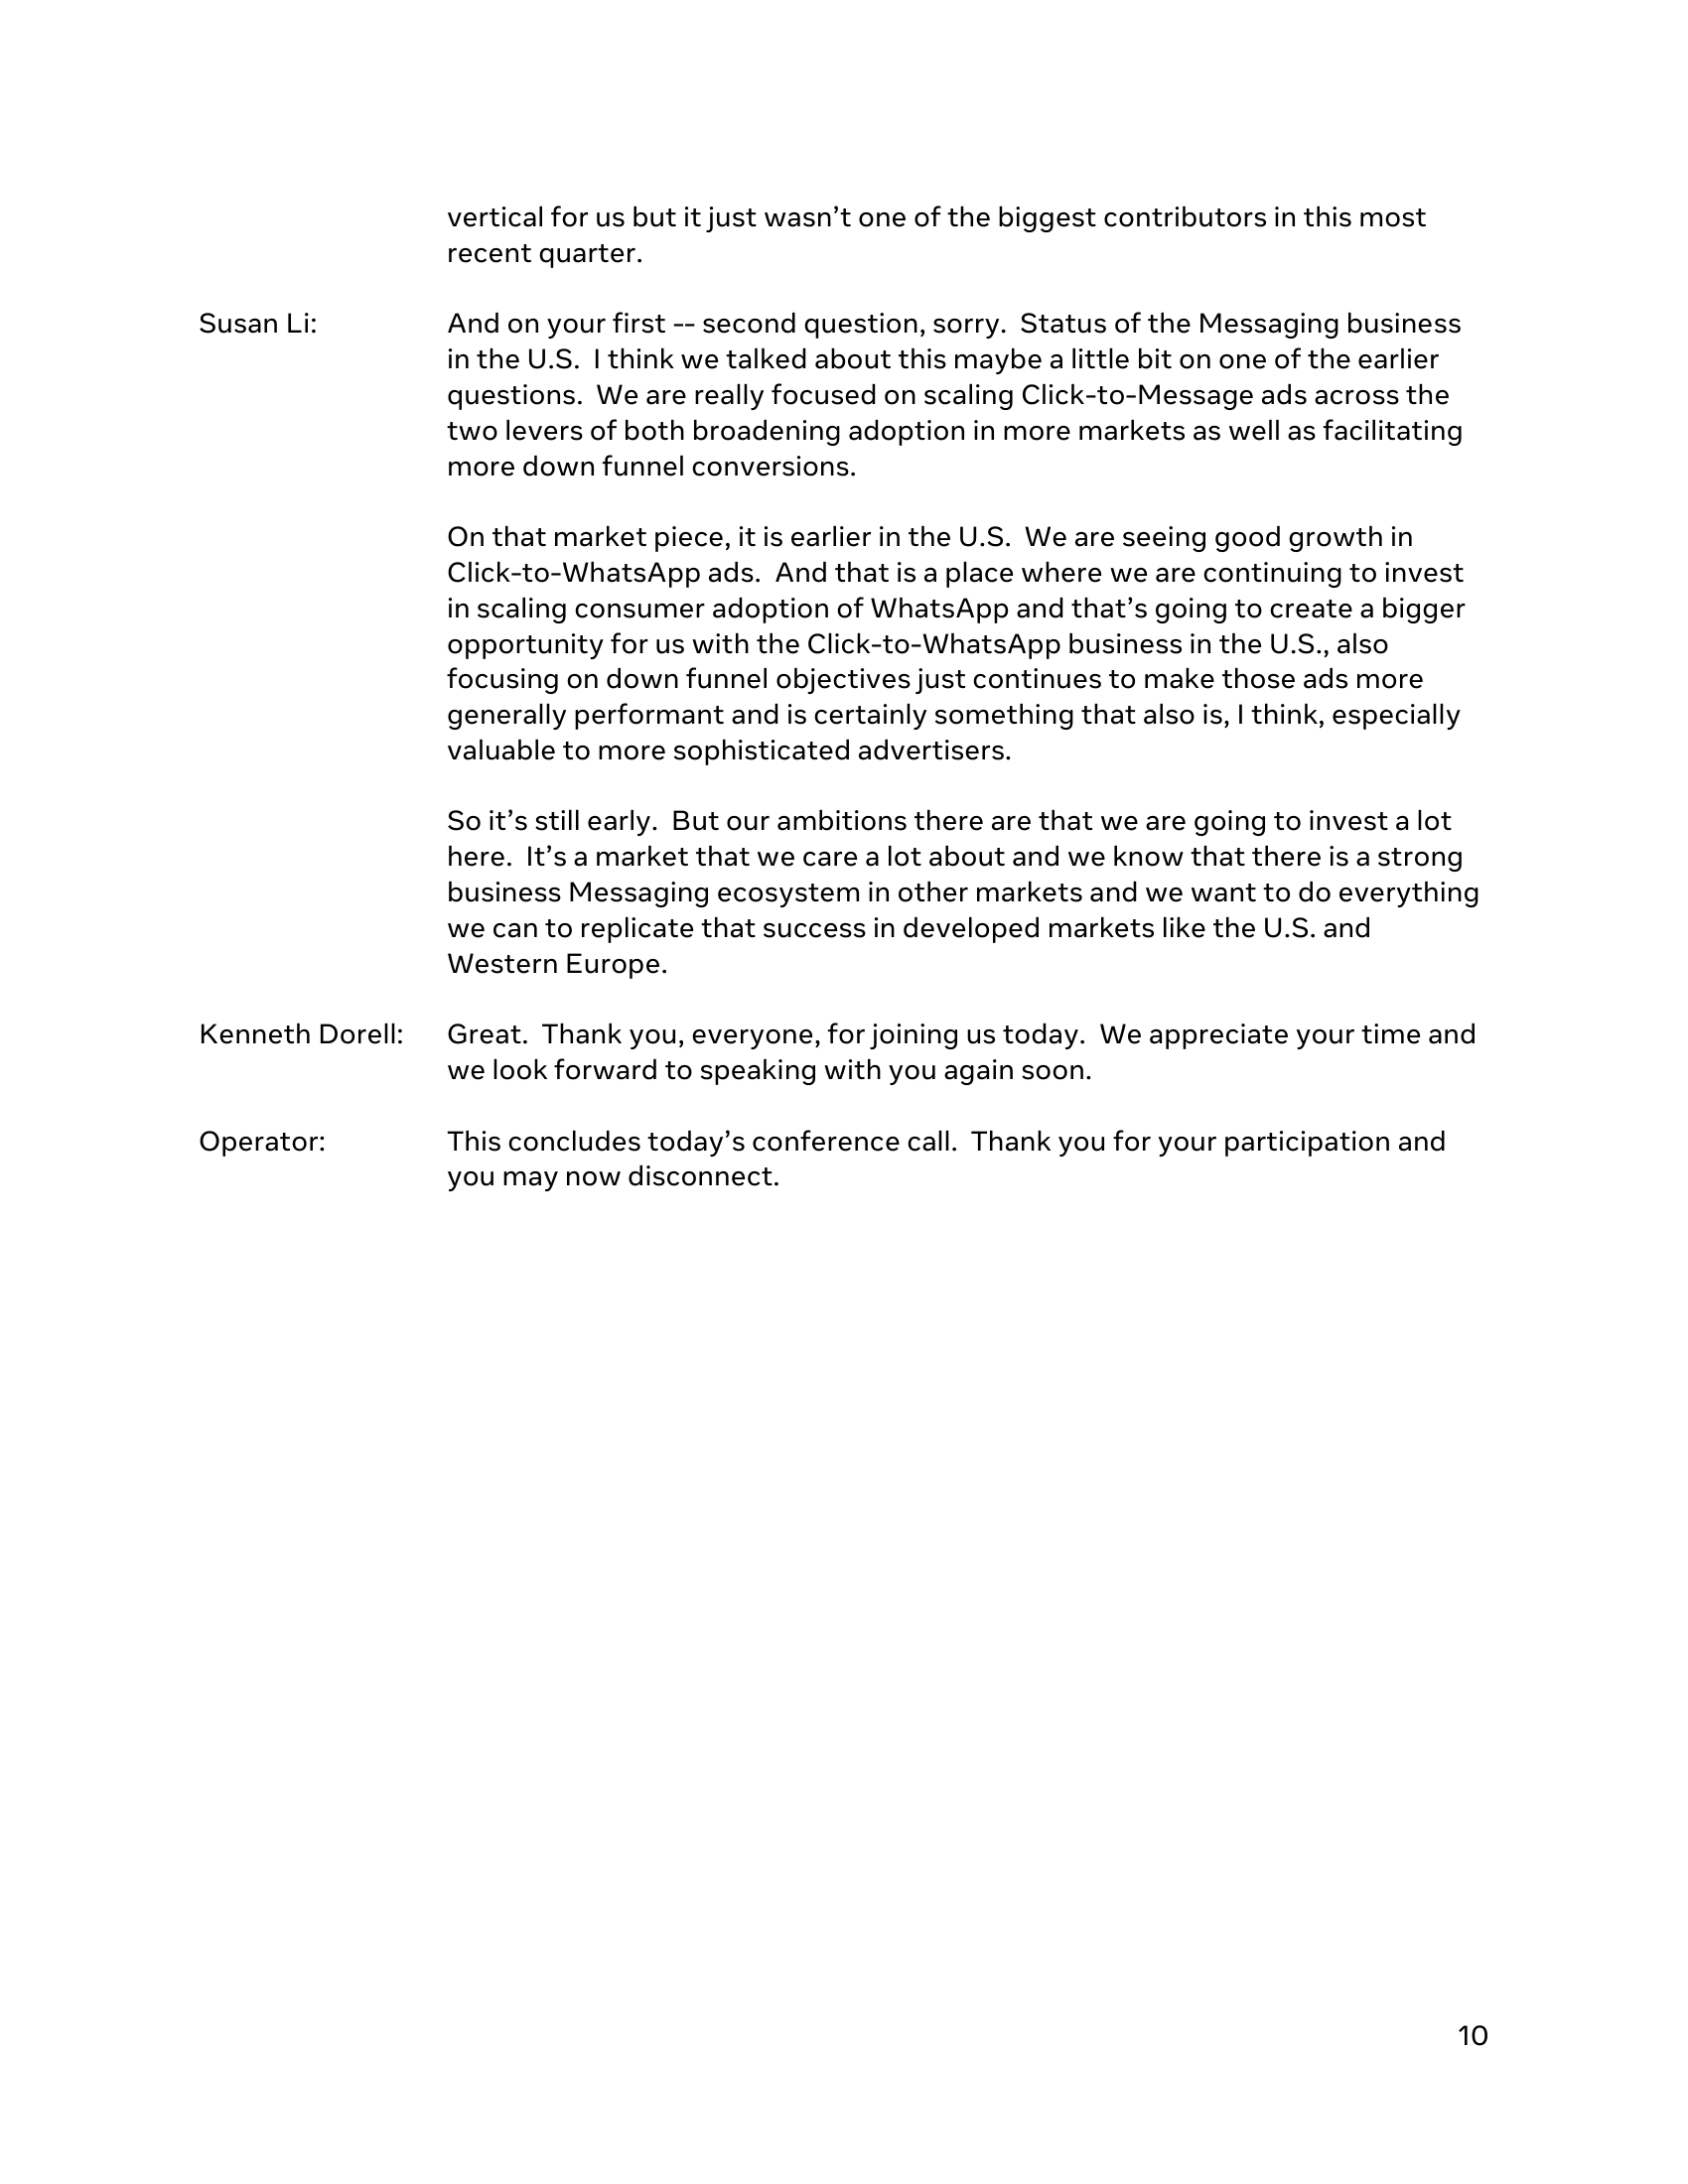 vertical for us but it just wasn’t one of the biggest contributors in this most
recent quarter.
Susan Li: And on your first -- second question, sorry.  Status of the Messaging business
in the U.S.  I think we talked about this maybe a little bit on one of the earlier
questions.  We are really focused on scaling Click-to-Message ads across the
two levers of both broadening adoption in more markets as well as facilitating
more down funnel conversions.
On that market piece, it is earlier in the U.S.  We are seeing good growth in
Click-to-WhatsApp ads.  And that is a place where we are continuing to invest
in scaling consumer adoption of WhatsApp and that’s going to create a bigger
opportunity for us with the Click-to-WhatsApp business in the U.S., also
focusing on down funnel objectives just continues to make those ads more
generally performant and is certainly something that also is, I think, especially
valuable to more sophisticated advertisers.
So it’s still early.  But our ambitions there are that we are going to invest a lot
here.  It’s a market that we care a lot about and we know that there is a strong
business Messaging ecosystem in other markets and we want to do everything
we can to replicate that success in developed markets like the U.S. and
Western Europe.
Kenneth Dorell: Great.  Thank you, everyone, for joining us today.  We appreciate your time and
we look forward to speaking with you again soon.
Operator: This concludes today’s conference call.  Thank you for your participation and
you may now disconnect.
10